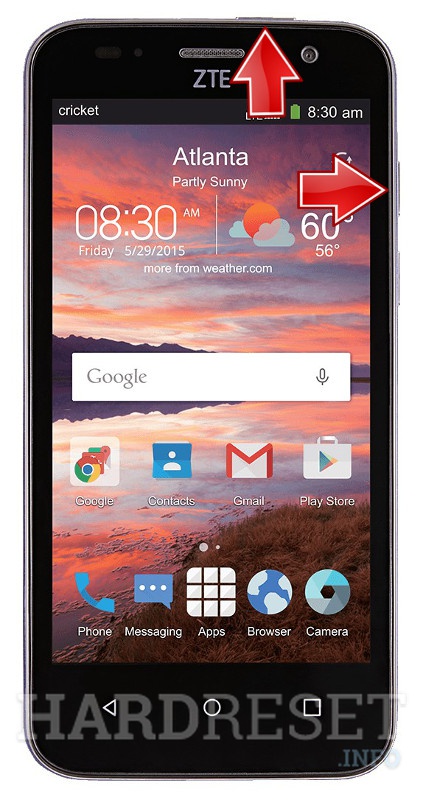 ZTE
cricket
8:30 am
Atlanta
Partly Sunny
08:30 AM
60°
Friday 5/29/2015
56°
more from weather.com
Google
Google Contacts Gmail Play Store
Phone Messaging Apps Browser Camera
HARDRESET
.INFO